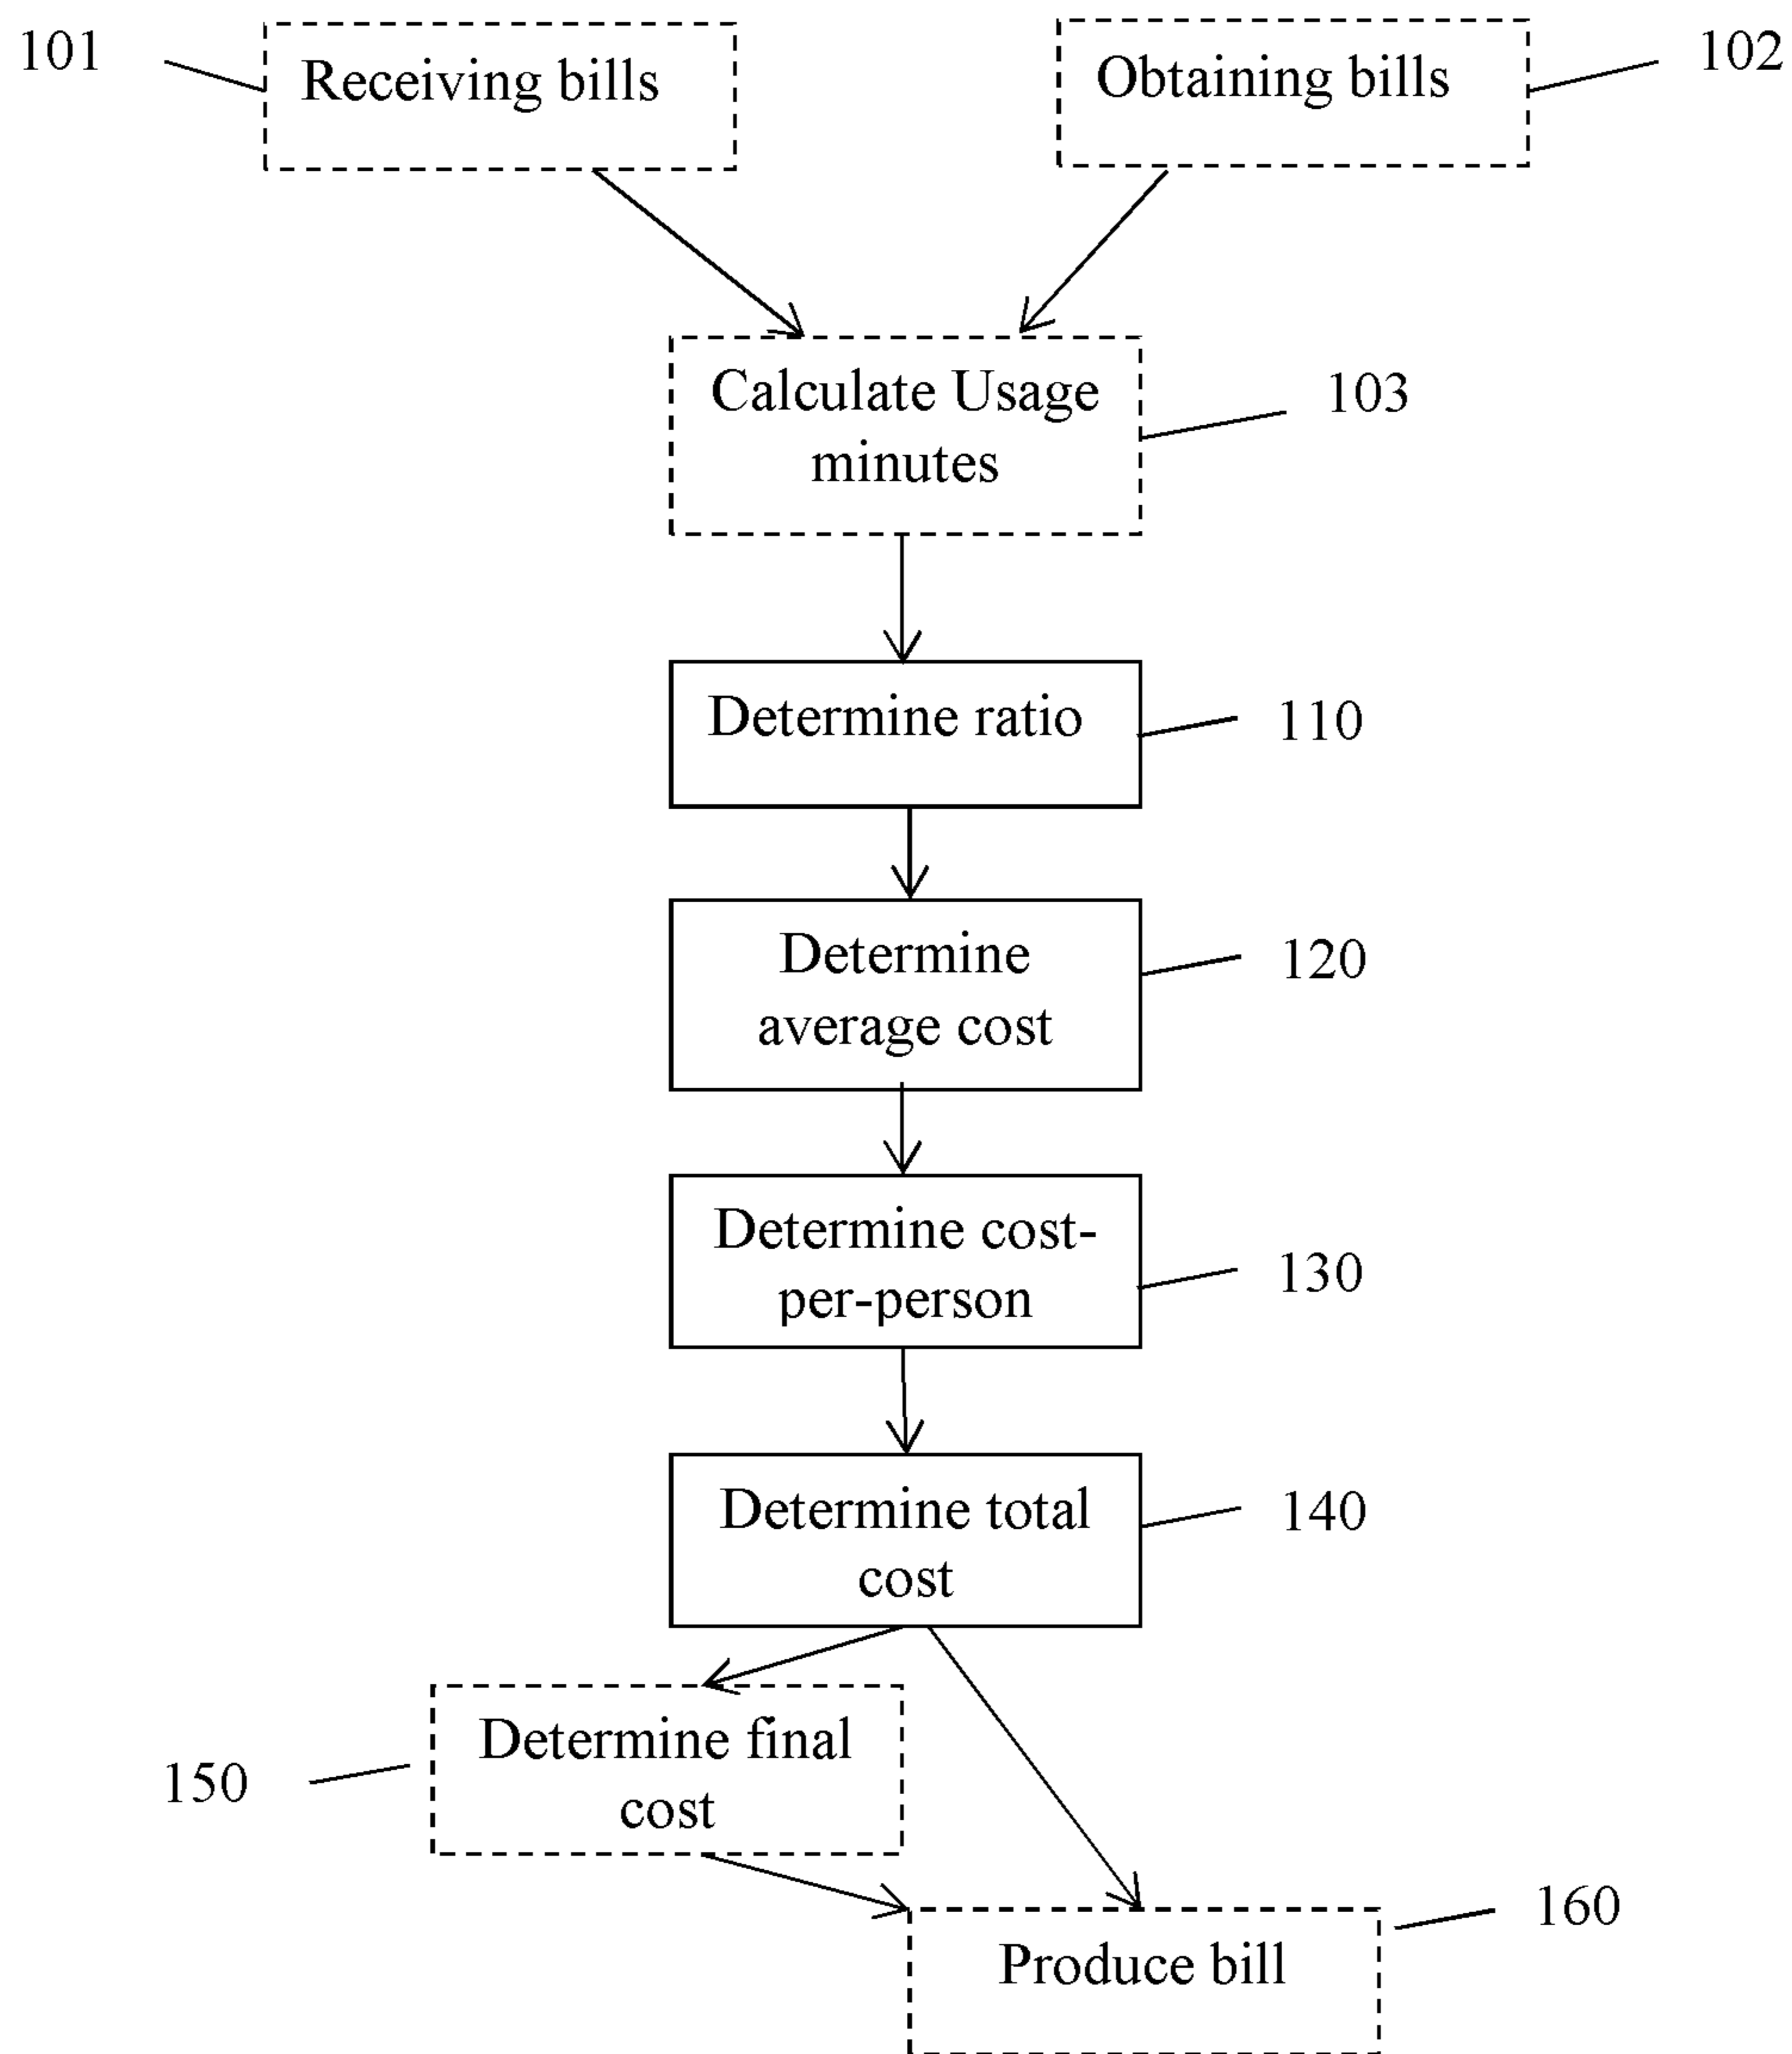 101
Receiving bills
Obtaining bills
102
Calculate Usage
minutes
103
Determine ratio
110
Determine
average cost
120
Determine cost-
per-person
130
Determine total
cost
140
Determine final
cost
150
160
Produce bill